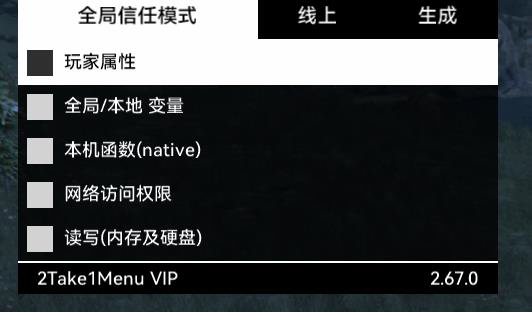 全局信任模式 线上 生成
玩家属性
全局/本地 变量
本机函数(native)
网络访问权限
读写(内存及硬盘)
2Take1Menu VIP 2.67.0